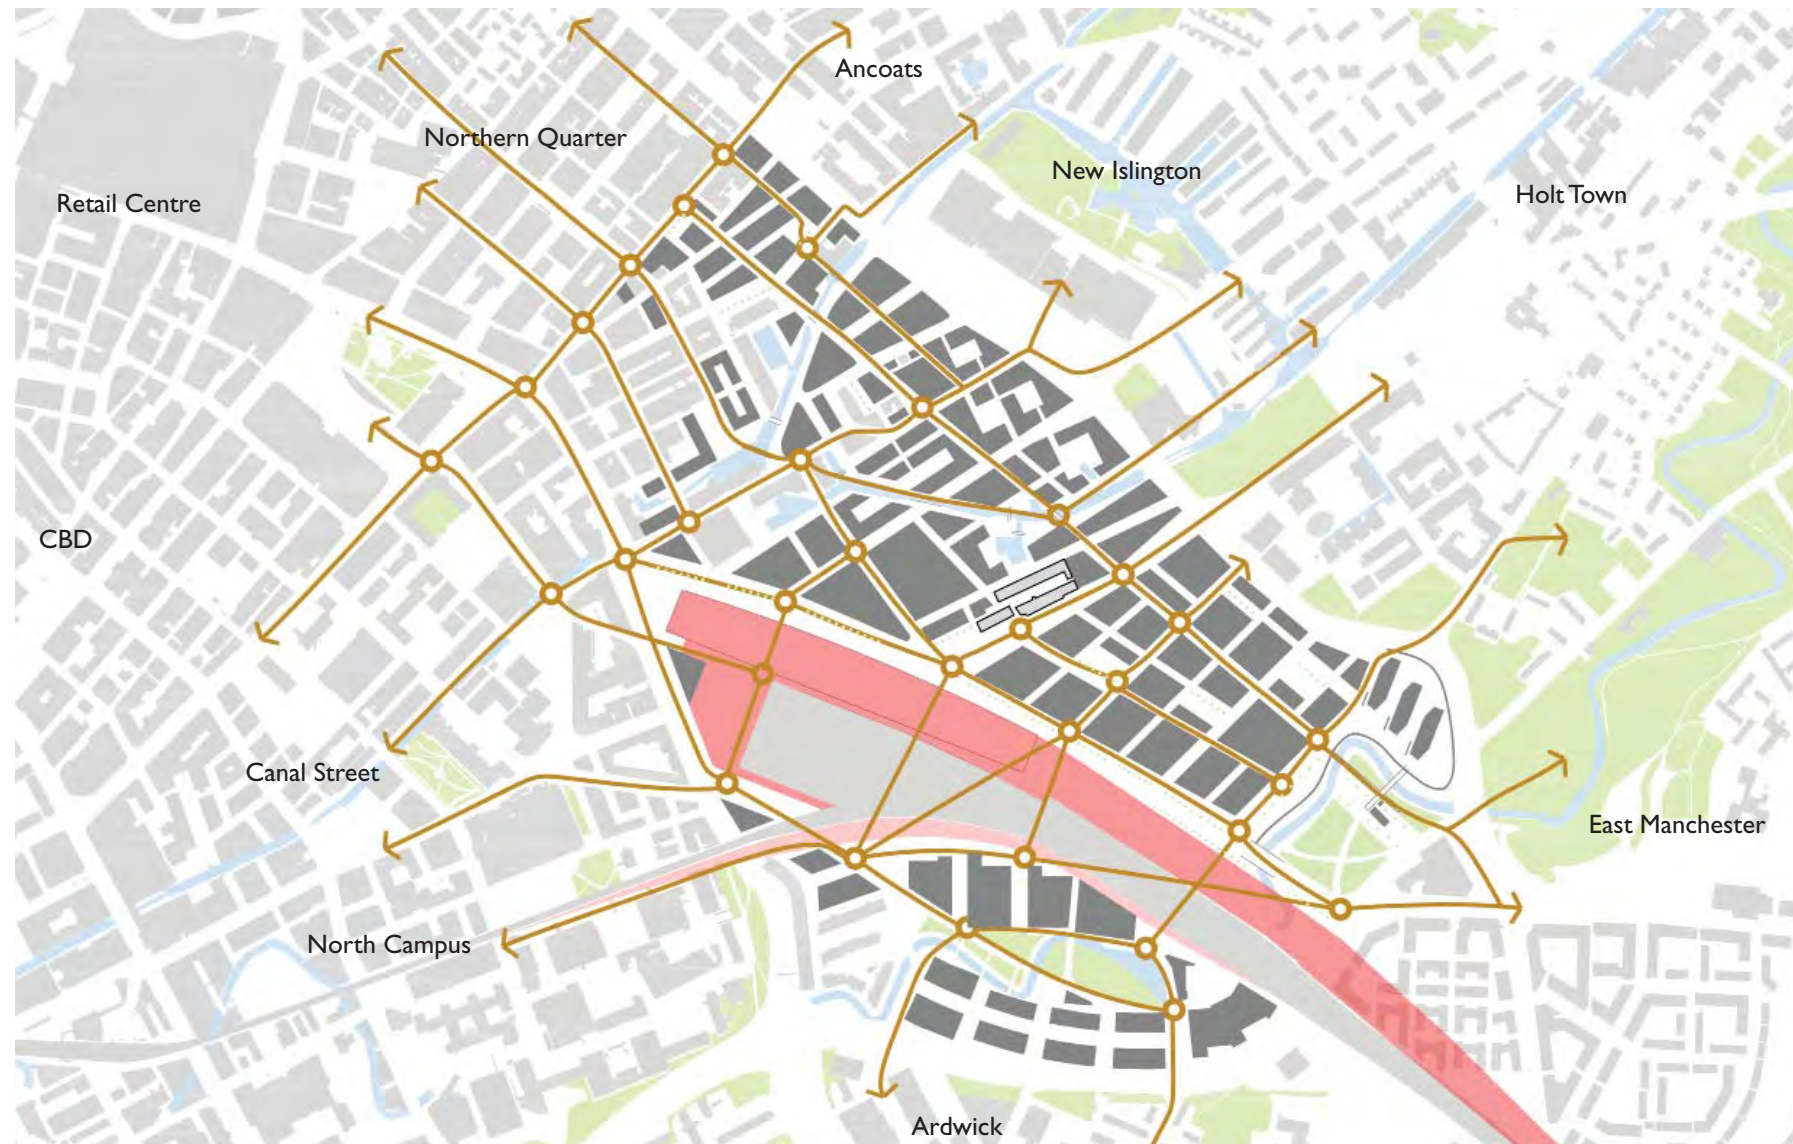 Ancoats
Northern Quarter
New Islington
Holt Town
Retail Centre
CBD
Canal Street
East Manchester
North Campus
Ardwick